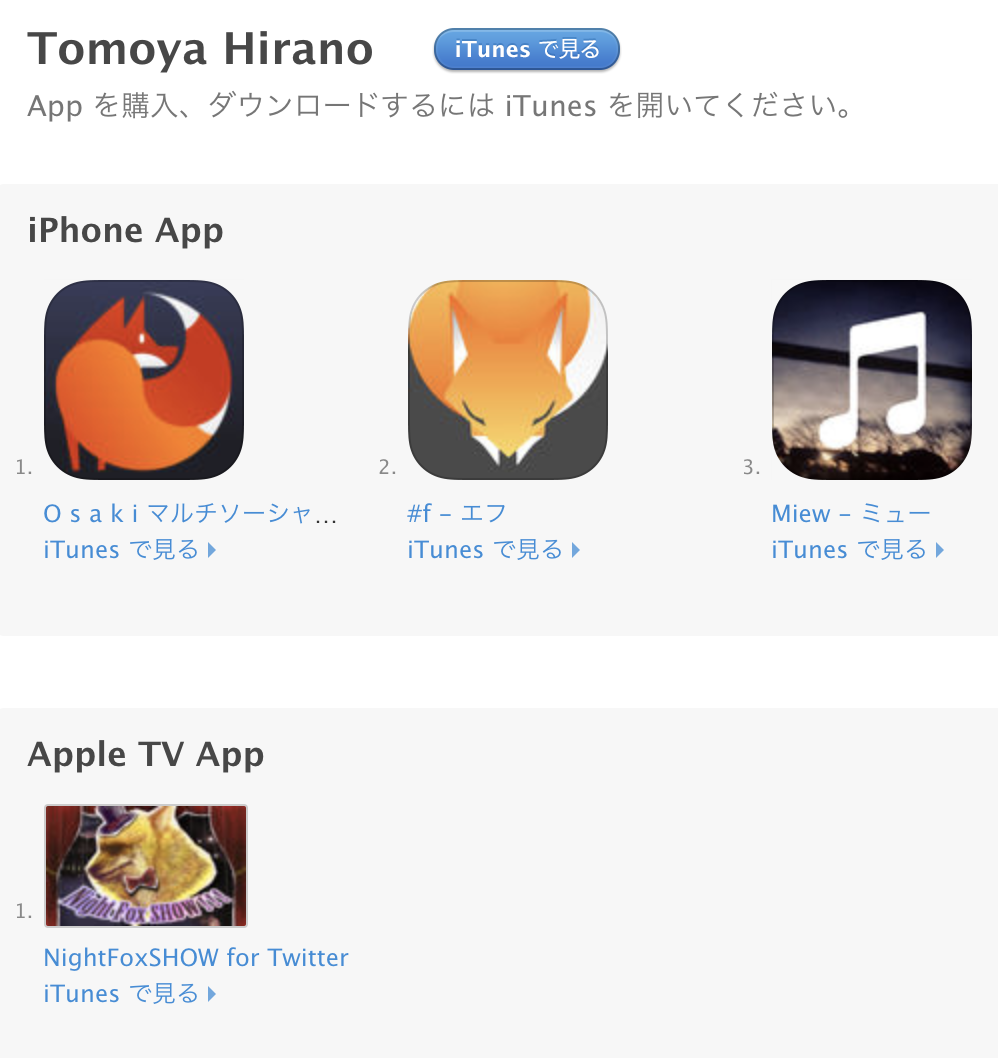 Tomoya Hirano
iTunes で見る
App を購入、ダウンロードするには iTunes を開いてください。
iPhone App
1.
O s a k i マルチソーシャ...
iTunes で見る
2.
#f – エフ
iTunes で見る
3.
Miew – ミュー
iTunes で見る
Apple TV App
Night Fox SHOW
1.
NightFoxSHOW for Twitter
iTunes で見る